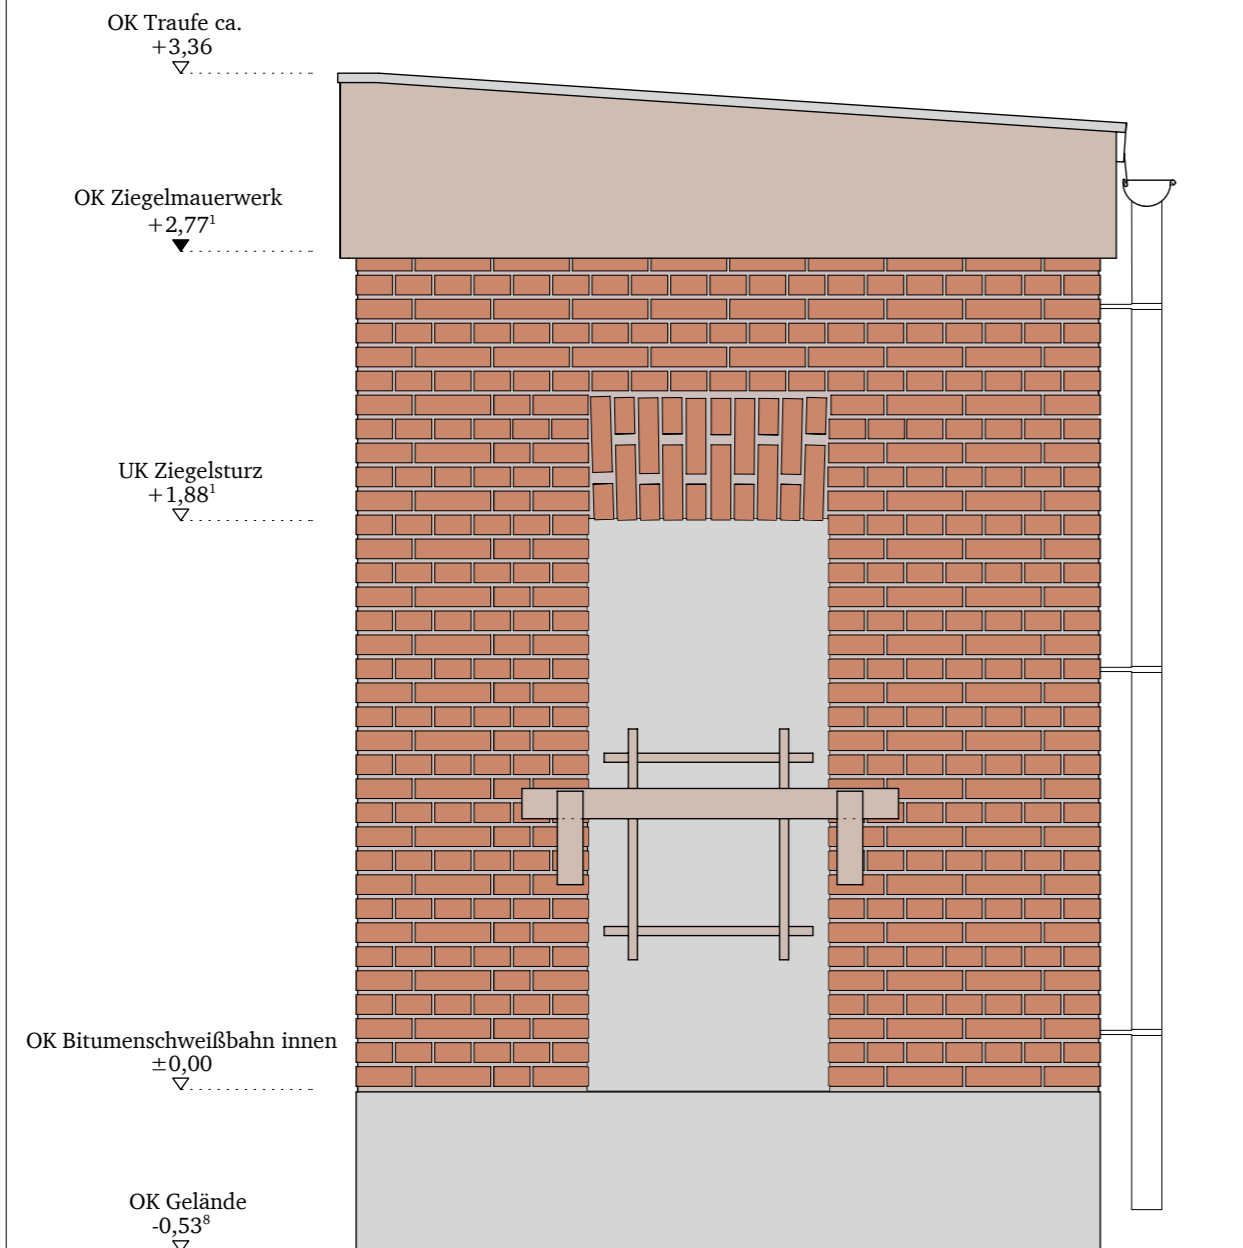 OK Traufe ca.
+3,36
OK Ziegelmauerwerk
+2,77¹
UK Ziegelsturz
+1,88¹
OK Bitumenschweißbahn innen
±0,00
OK Gelände
-0,53⁸